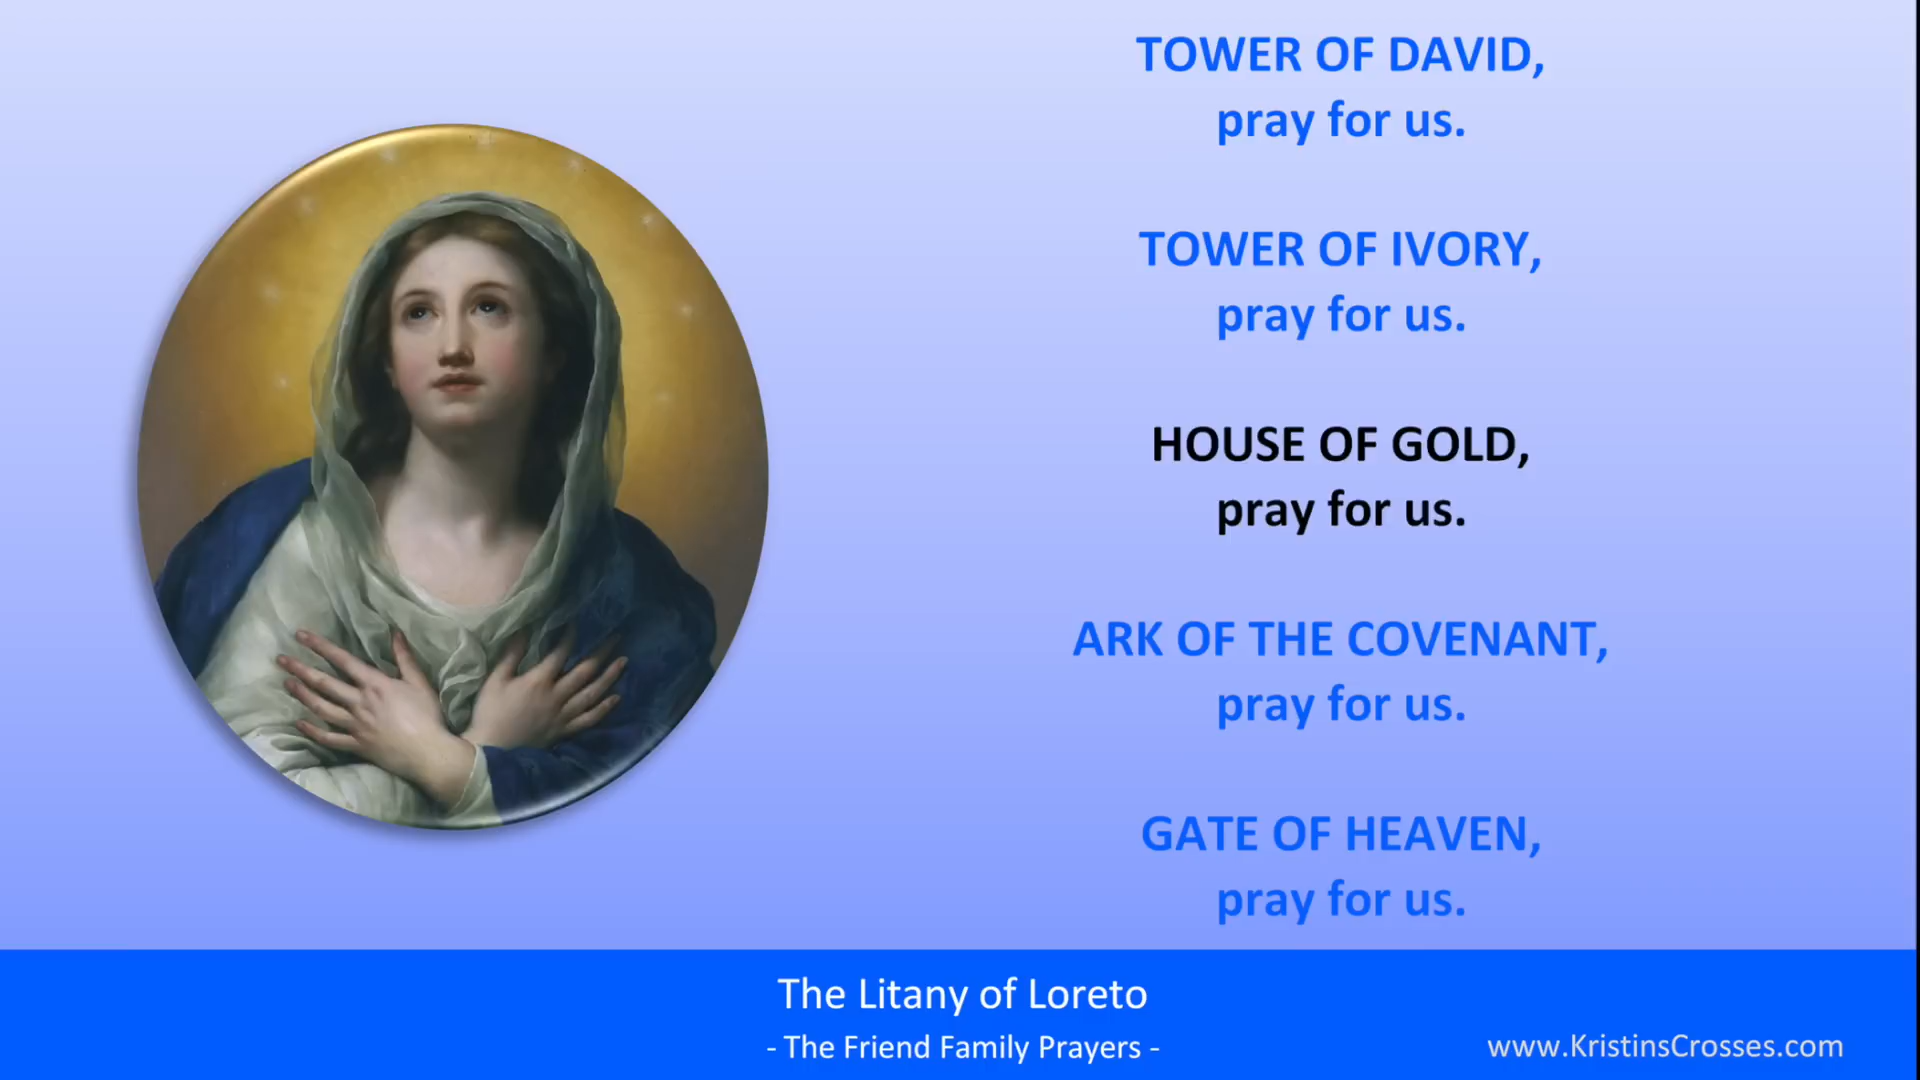 TOWER OF DAVID,
pray for us.
TOWER OF IVORY,
pray for us.
HOUSE OF GOLD,
pray for us.
ARK OF THE COVENANT,
pray for us.
GATE OF HEAVEN,
pray for us.
The Litany of Loreto
- The Friend Family Prayers -
www.KristinsCrosses.com